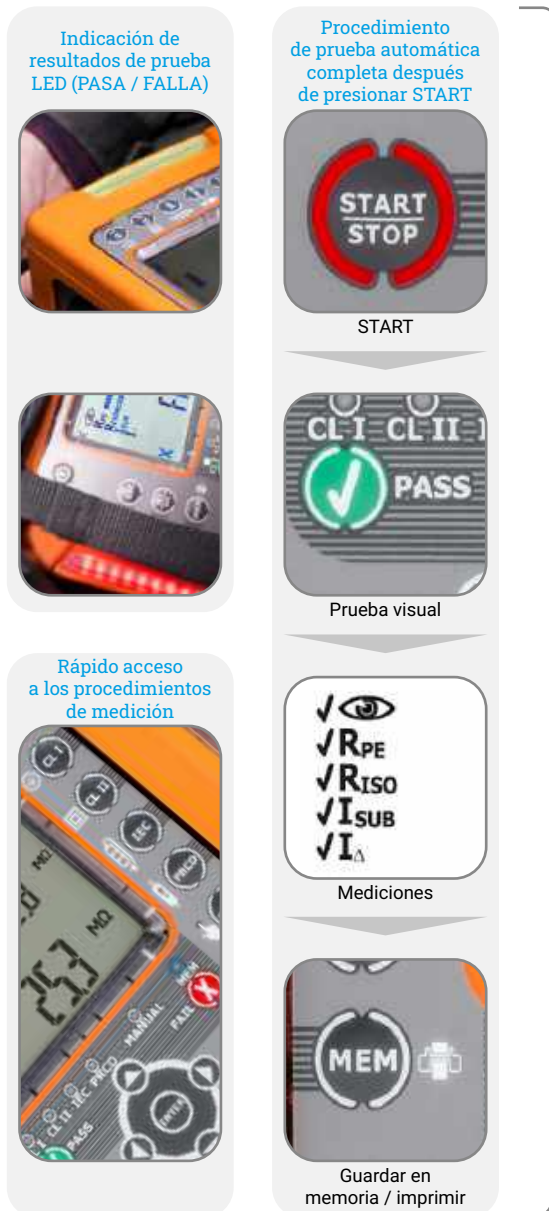 Indicación de
resultados de prueba
LED (PASA / FALLA)
Rápido acceso
a los procedimientos
de medición
CL I
CL II
IEC
PRCD
MΩ
MΩ
253
MEM
FAIL
MANUAL
PRCD
IEC
CL II
CL I
PASS
ENTER
Procedimiento
de prueba automática
completa después
de presionar START
START
STOP
START
CL I CL II
PASS
Prueba visual
√
√ RPE
√ RISO
√ ISUB
√ I∆
Mediciones
MEM
Guardar en
memoria / imprimir